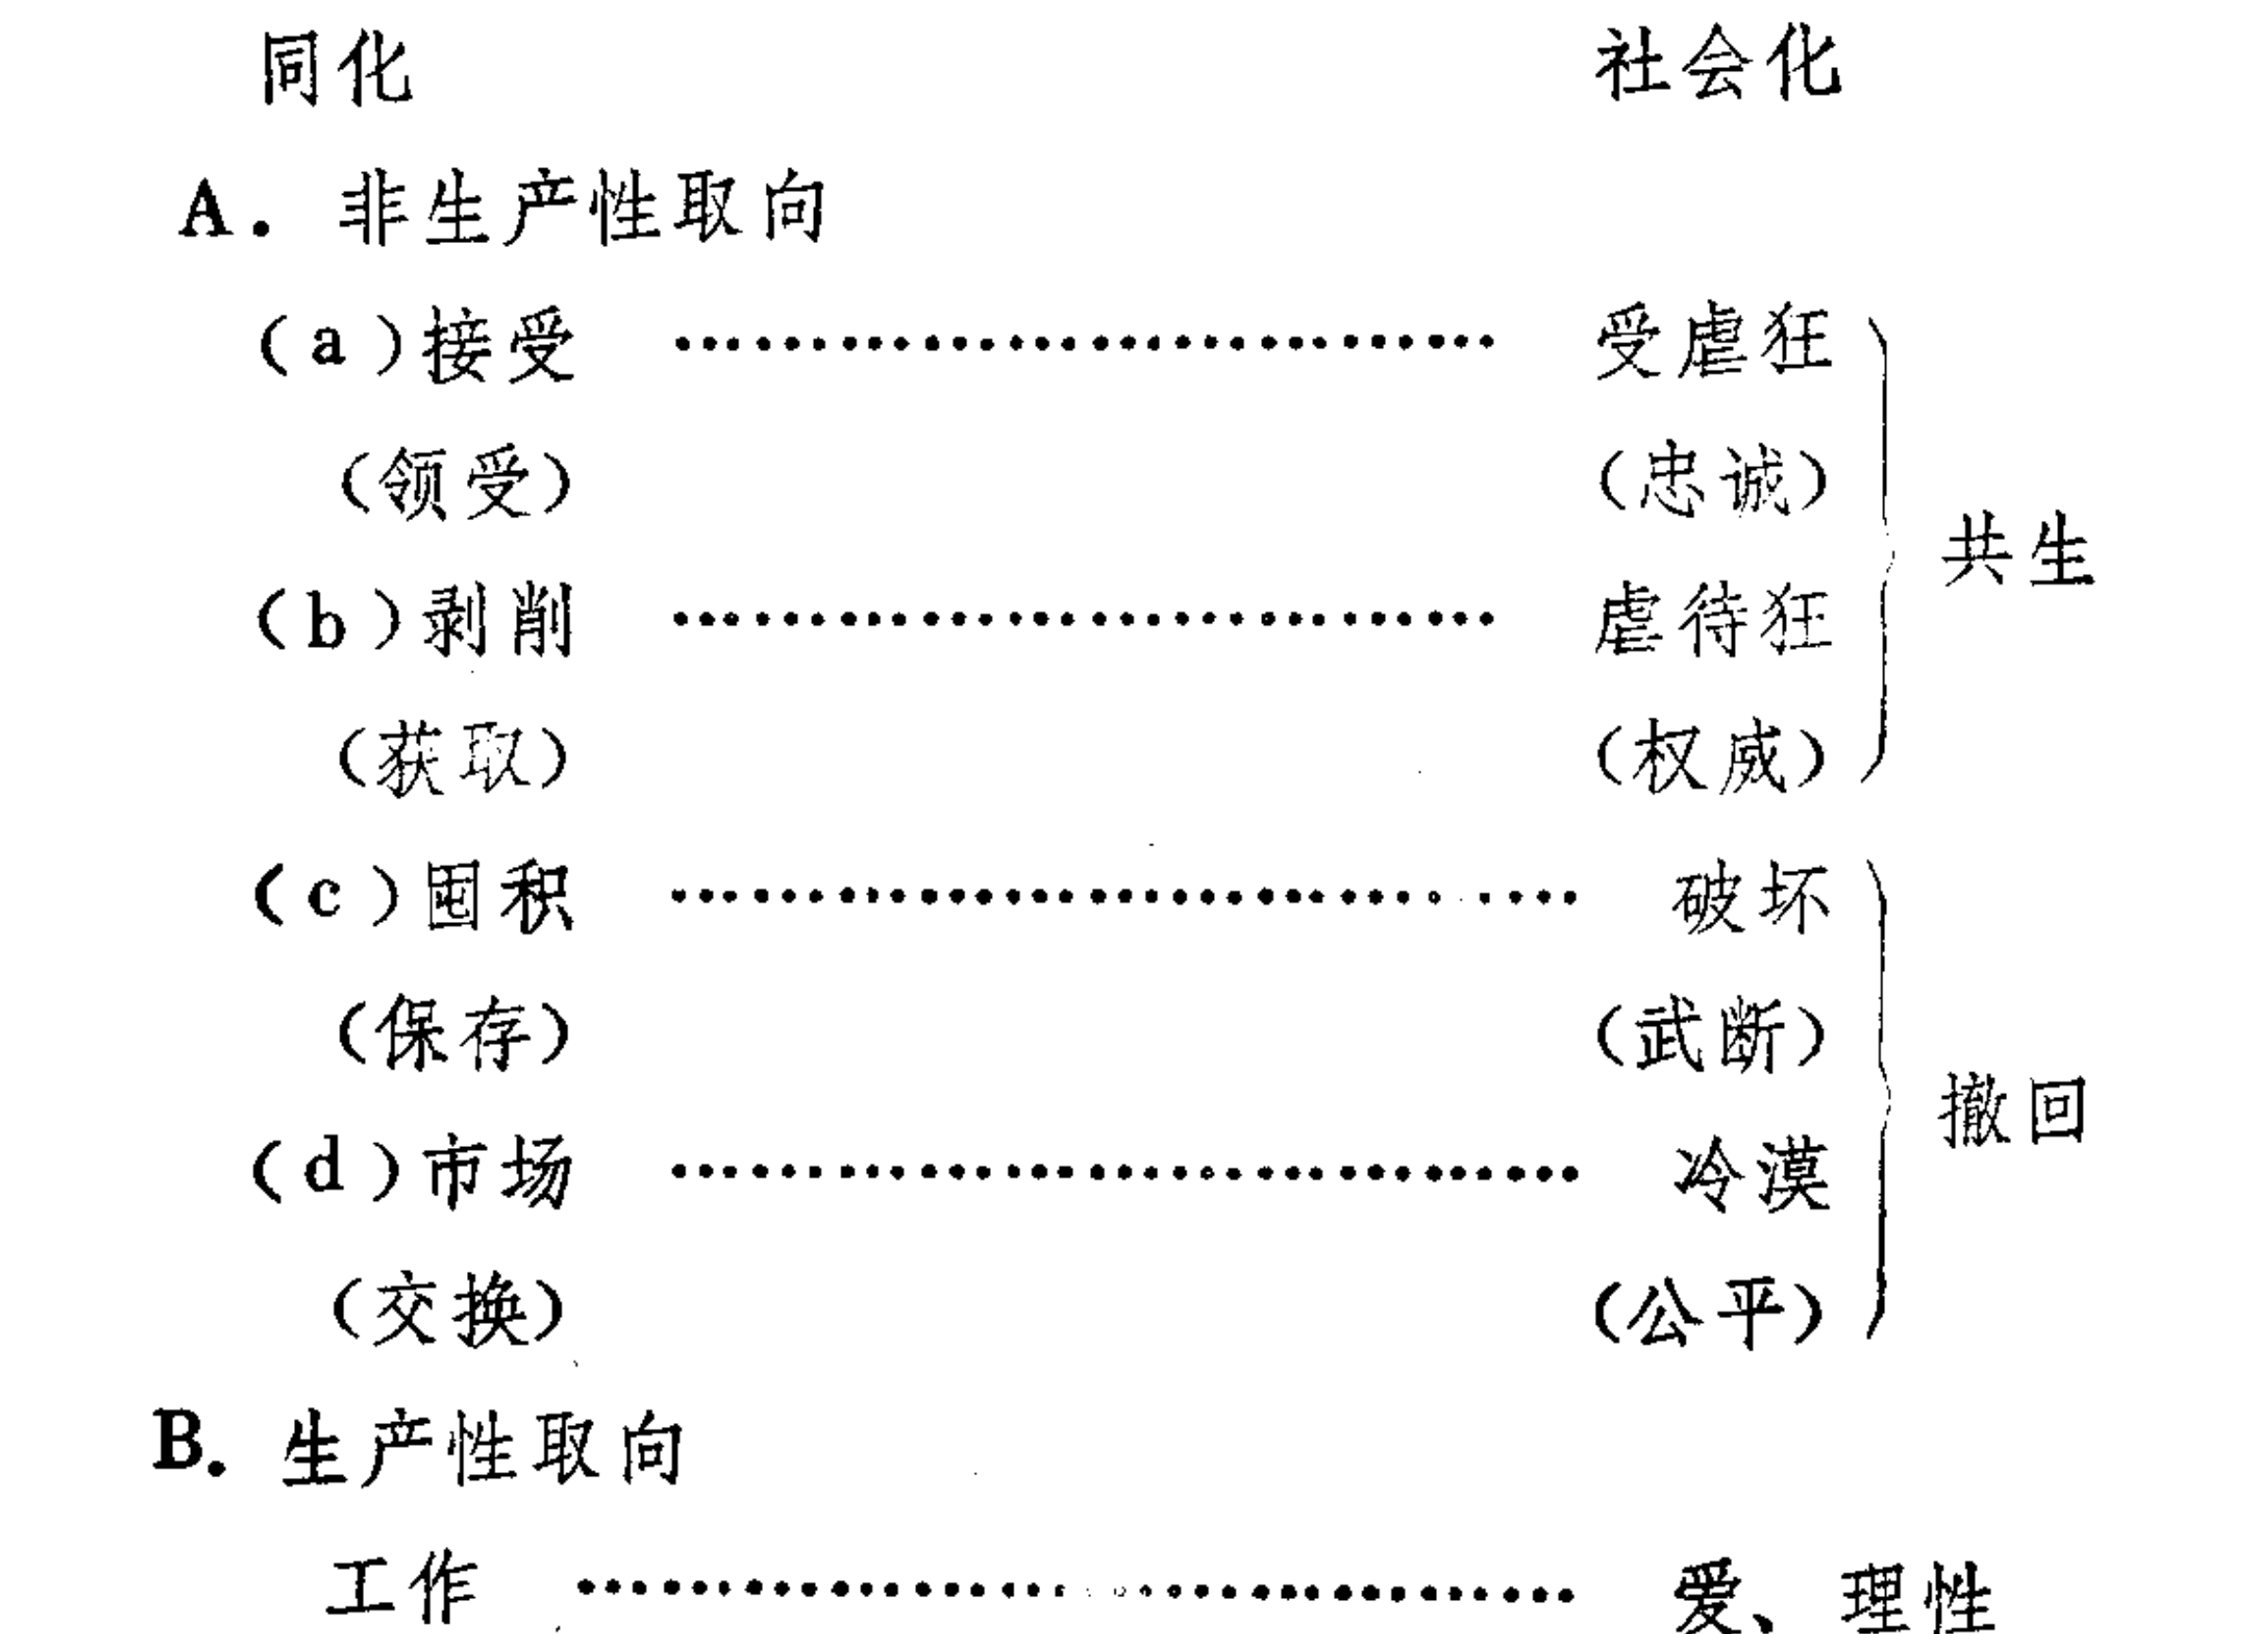 同化 社会化
A. 非生产性取向
(a)接受 …………………………… 受虐狂
(领受) (忠诚)
共生
(b)剥削 …………………………… 虐待狂
(获取) (权威)
(c)囤积 …………………………… 破坏
(保存) (武断)
撤回
(d)市场 …………………………… 冷漠
(交换) (公平)
B. 生产性取向
工作 …………………………… 爱、理性